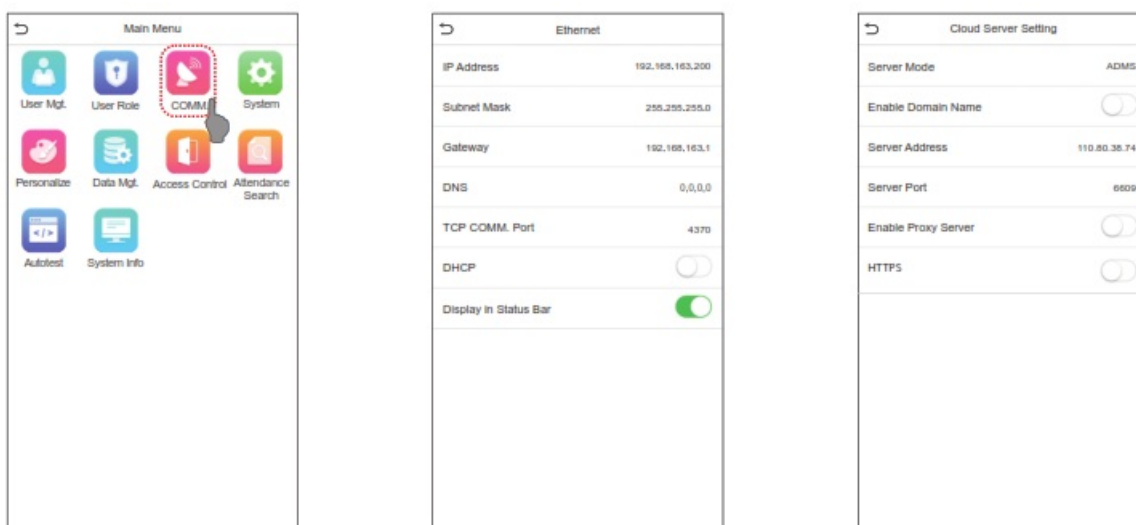 Main Menu
User Mgt.
User Role
COMM.
System
Personalize
Data Mgt.
Access Control
Attendance
Search
Autotest
System Info
Ethernet
IP Address 192.168.163.200
Subnet Mask 255.255.255.0
Gateway 192.168.163.1
DNS 0,0,0,0
TCP COMM. Port 4370
DHCP
Display in Status Bar
Cloud Server Setting
Server Mode ADMS
Enable Domain Name
Server Address 110.80.38.74
Server Port 6609
Enable Proxy Server
HTTPS